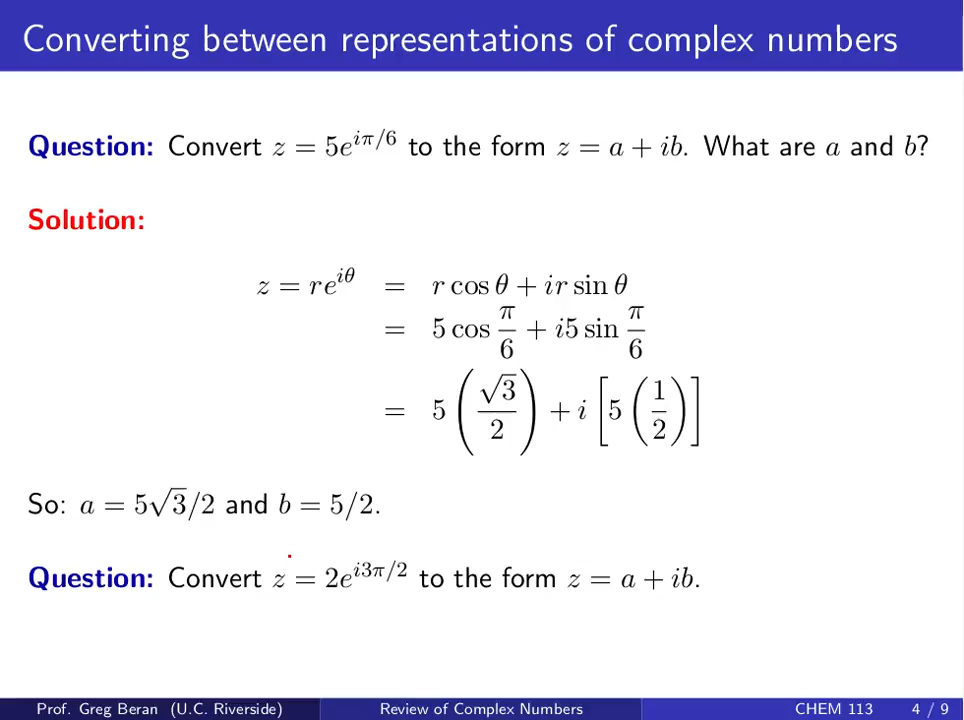 Converting between representations of complex numbers
Question: Convert z = 5e^{iπ/6} to the form z = a + ib. What are a and b?
Solution:
z = re^{iθ} = r cos θ + ir sin θ
= 5 cos π/6 + i5 sin π/6
= 5 (√3/2) + i [5 (1/2)]
So: a = 5√3/2 and b = 5/2.
Question: Convert z = 2e^{i3π/2} to the form z = a + ib.
Prof. Greg Beran (U.C. Riverside) Review of Complex Numbers CHEM 113 4 / 9